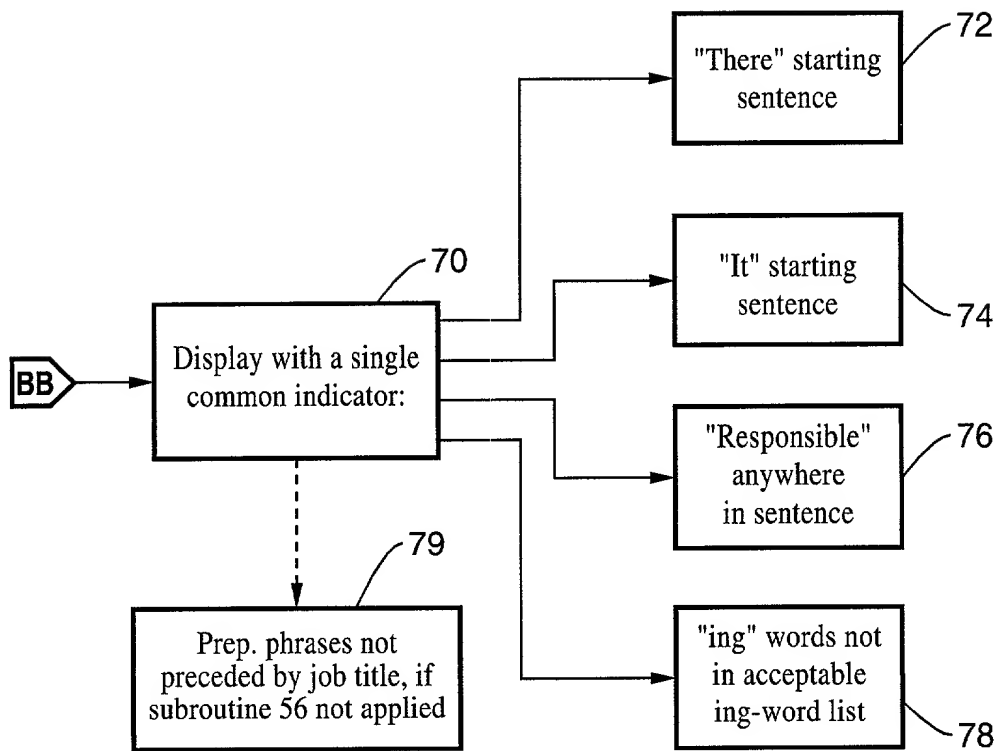 72
"There" starting
sentence
70
"It" starting
sentence
74
BB
Display with a single
common indicator:
"Responsible"
anywhere
in sentence
76
79
Prep. phrases not
preceded by job title, if
subroutine 56 not applied
"ing" words not
in acceptable
ing-word list
78